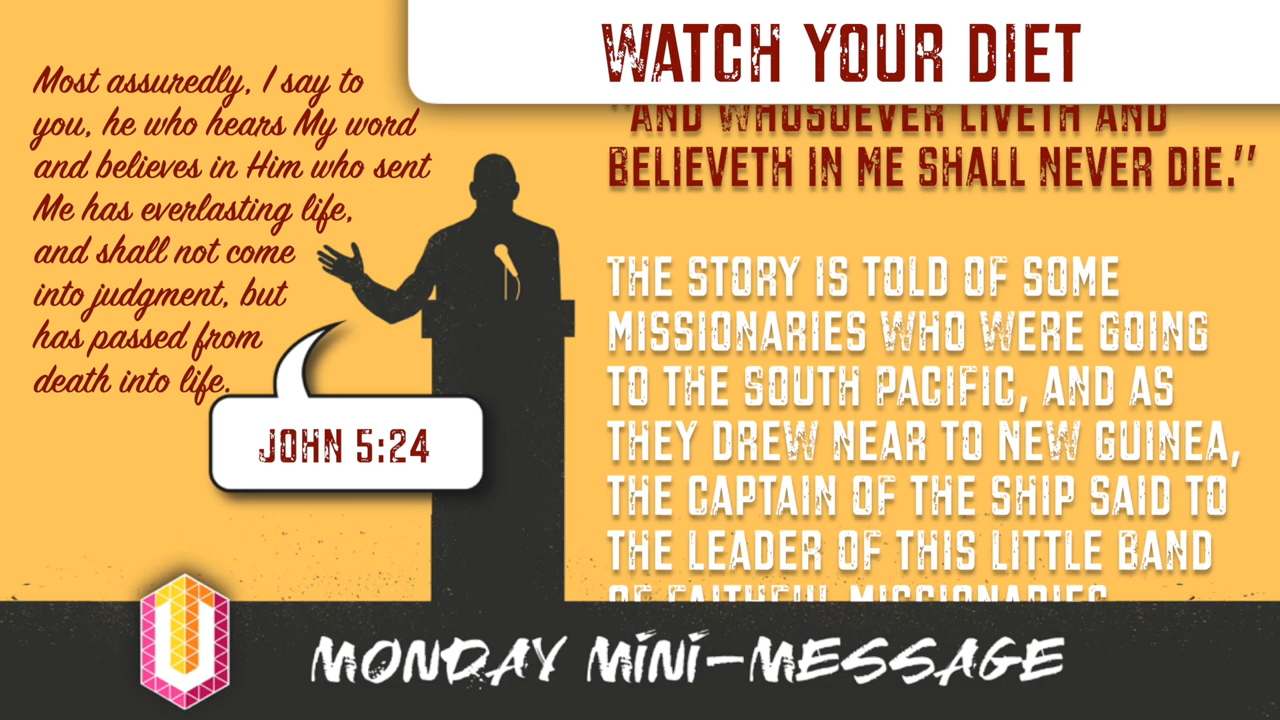 WATCH YOUR DIET
Most assuredly, I say to
you, he who hears My word
and believes in Him who sent
Me has everlasting life,
and shall not come
into judgment, but
has passed from
death into life.
JOHN 5:24
"AND WHOSOEVER LIVETH AND
BELIEVETH IN ME SHALL NEVER DIE."
THE STORY IS TOLD OF SOME
MISSIONARIES WHO WERE GOING
TO THE SOUTH PACIFIC, AND AS
THEY DREW NEAR TO NEW GUINEA,
THE CAPTAIN OF THE SHIP SAID TO
THE LEADER OF THIS LITTLE BAND
OF FAITHFUL MISSIONARIES
U
MONDAY MINI-MESSAGE